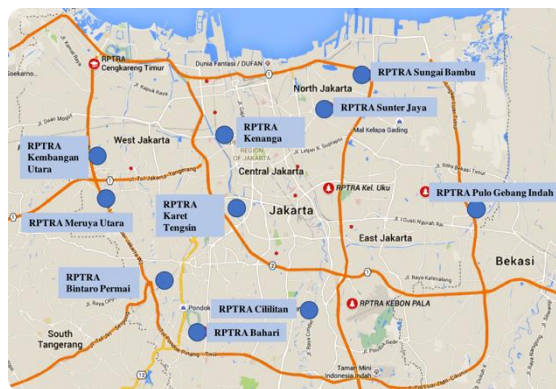 RPTRA
Cengkareng Timur
Dunia Fantasi / DUFAN
RPTRA Sungai Bambu
North Jakarta
RPTRA Sunter Jaya
Mal Kelapa Gading
RPTRA
Kenanga
West Jakarta
RPTRA
Kembangan
Utara
REGION
OF JAKARTA
Central Jakarta
RPTRA Kel. Uku
RPTRA Pulo Gebang Indah
RPTRA Meruya Utara
RPTRA
Karet
Tengsin
Jakarta
East Jakarta
Bekasi
RPTRA
Bintaro Permai
Pondok
RPTRA Cililitan
RPTRA KEBON PALA
RPTRA Bahari
South
Tangerang
Taman Mini
Indonesia Indah